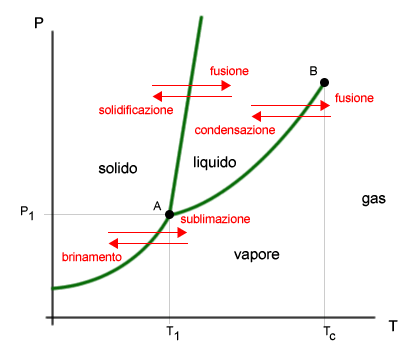 P
B
fusione
fusione
solidificazione
condensazione
solido
liquido
gas
A
P1
sublimazione
brinamento
vapore
T1
Tc
T